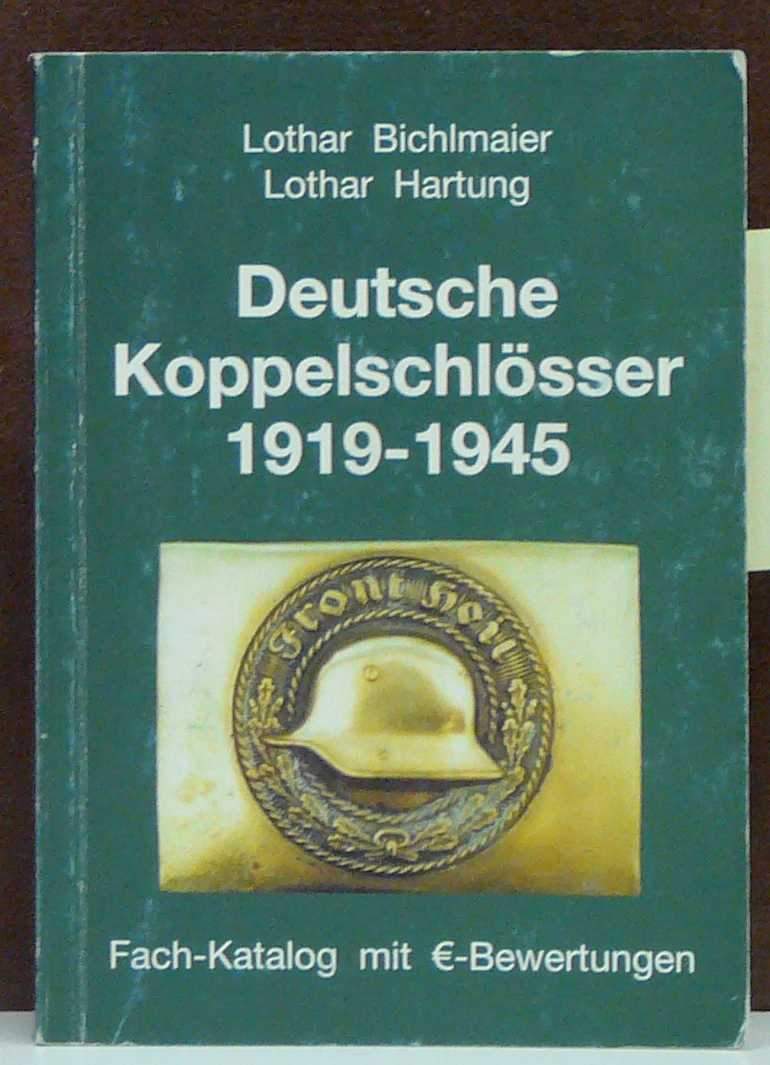 Lothar Bichlmaier
Lothar Hartung
Deutsche
Koppelschlösser
1919-1945
Front Heil
Fach-Katalog mit €-Bewertungen